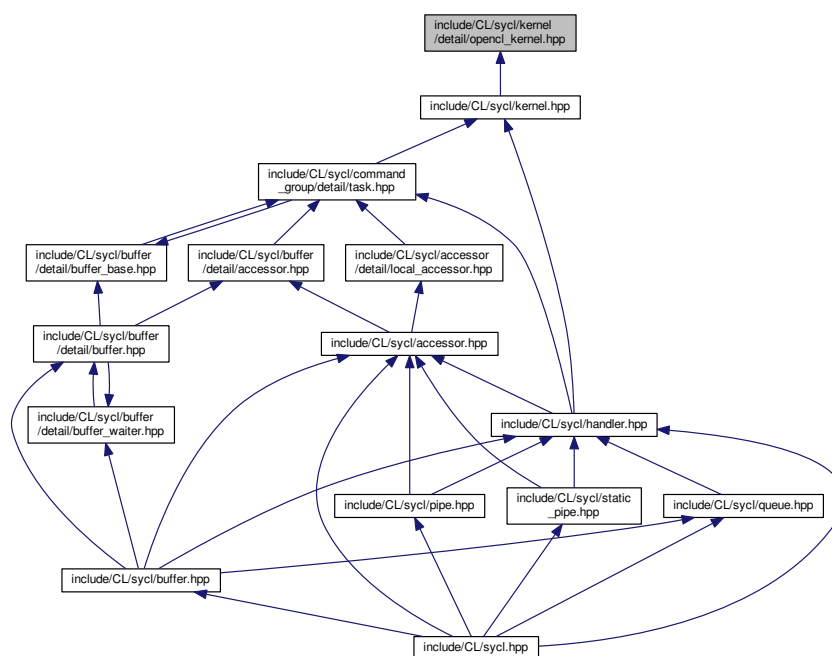 include/CL/sycl/kernel
/detail/opencl_kernel.hpp
include/CL/sycl/kernel.hpp
include/CL/sycl/command
_group/detail/task.hpp
include/CL/sycl/buffer
/detail/buffer_base.hpp
include/CL/sycl/buffer
/detail/accessor.hpp
include/CL/sycl/accessor
/detail/local_accessor.hpp
include/CL/sycl/buffer
/detail/buffer.hpp
include/CL/sycl/accessor.hpp
include/CL/sycl/buffer
/detail/buffer_waiter.hpp
include/CL/sycl/handler.hpp
include/CL/sycl/pipe.hpp
include/CL/sycl/static
_pipe.hpp
include/CL/sycl/queue.hpp
include/CL/sycl/buffer.hpp
include/CL/sycl.hpp